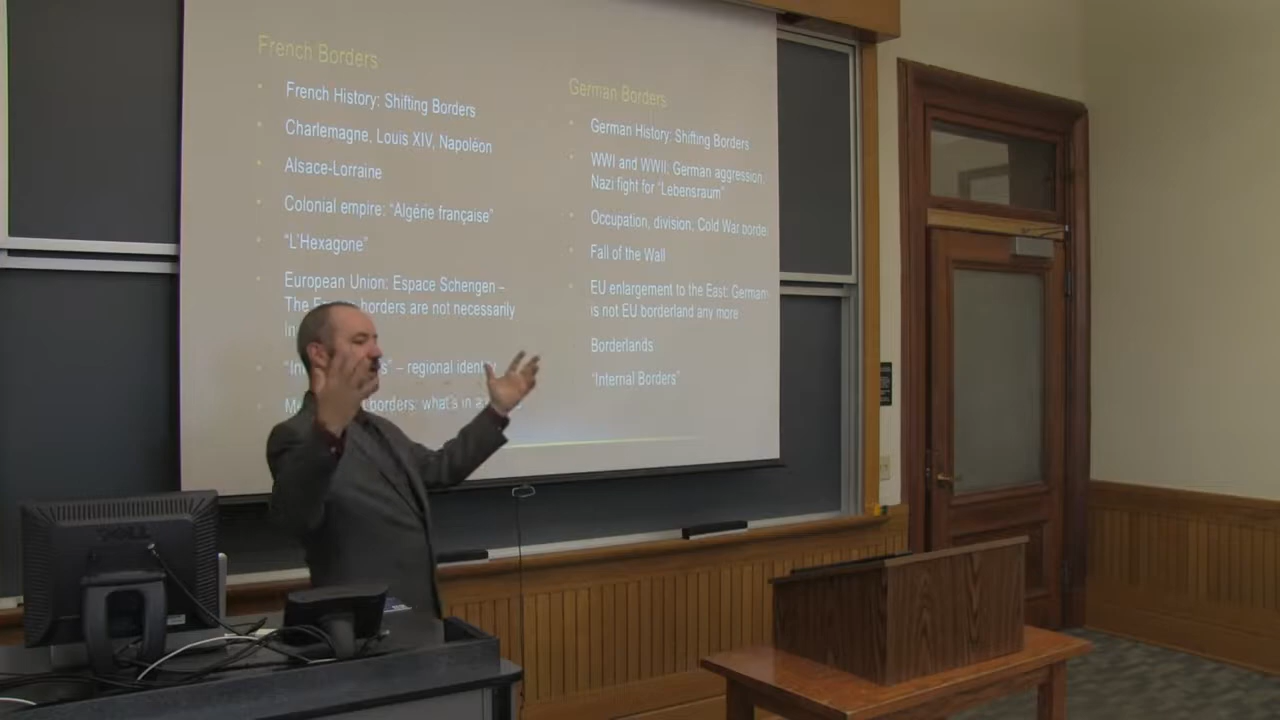 French Borders
French History: Shifting Borders
Charlemagne, Louis XIV, Napoléon
Alsace-Lorraine
Colonial empire: “Algérie française”
“L’Hexagone”
European Union: Espace Schengen –
The borders are not necessarily
– regional identity
borders: what’s in a
German Borders
German History: Shifting Borders
WWI and WWII: German aggression,
Nazi fight for “Lebensraum”
Occupation, division, Cold War borde
Fall of the Wall
EU enlargement to the East: German
is not EU borderland any more
Borderlands
“Internal Borders”
DELL